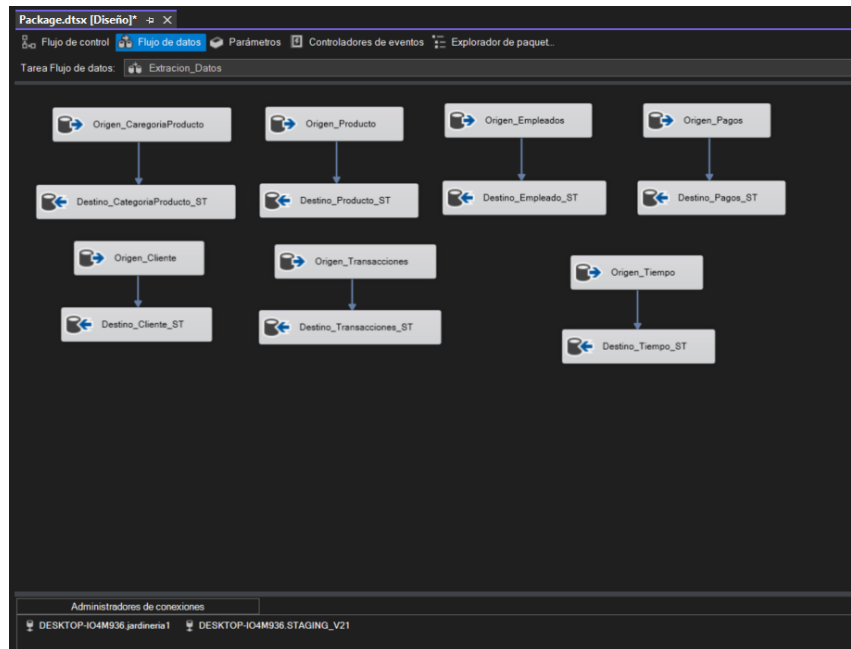 Package.dtsx [Diseño]*
Flujo de control Flujo de datos Parámetros Controladores de eventos Explorador de paquet...
Tarea Flujo de datos: Extracion_Datos
Origen_CaregoriaProducto Origen_Producto Origen_Empleados Origen_Pagos
Destino_CategoriaProducto_ST Destino_Producto_ST Destino_Empleado_ST Destino_Pagos_ST
Origen_Cliente Origen_Transacciones Origen_Tiempo
Destino_Cliente_ST Destino_Transacciones_ST Destino_Tiempo_ST
Administradores de conexiones
DESKTOP-IO4M936.jardineria1 DESKTOP-IO4M936.STAGING_V21